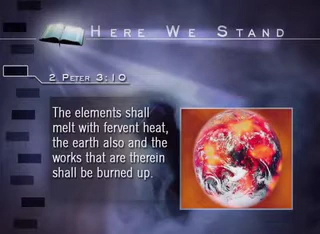 HERE WE STAND
2 PETER 3:10
The elements shall
melt with fervent heat,
the earth also and the
works that are therein
shall be burned up.